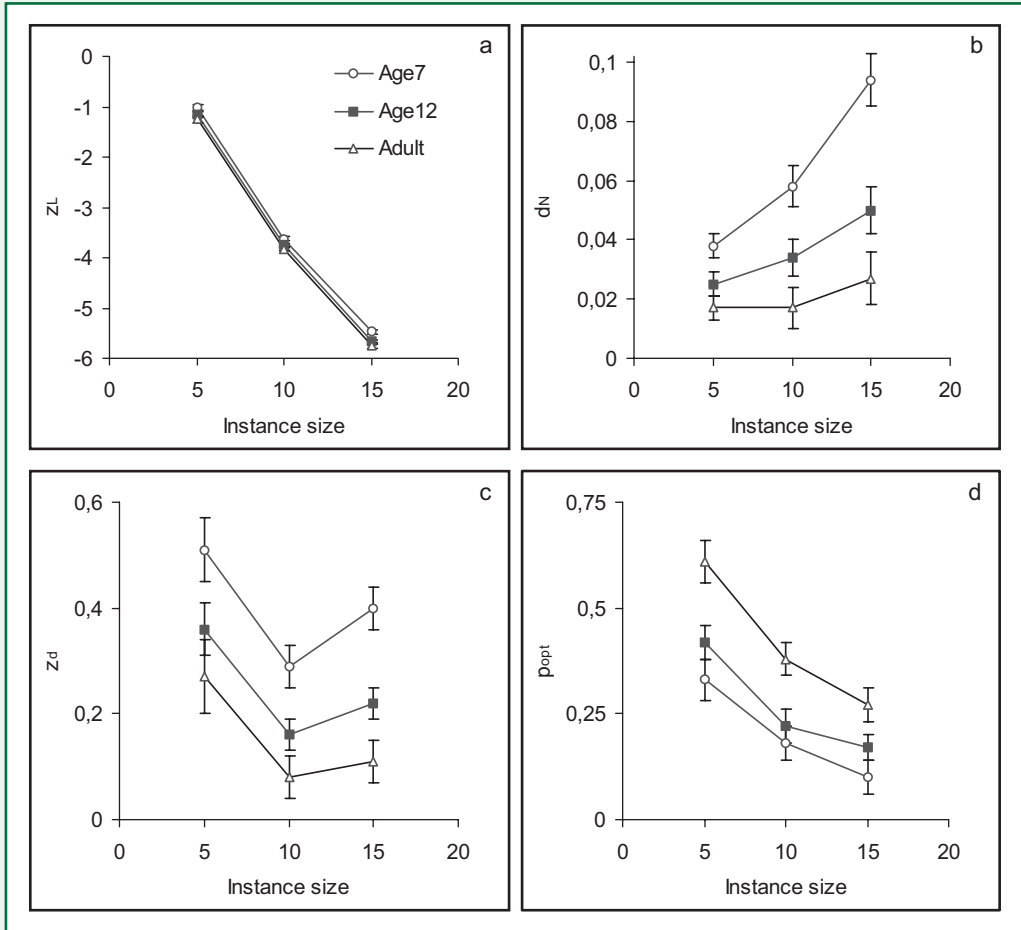 a
0
-1
-2
-3
-4
-5
-6
zL
Age7
Age12
Adult
0 5 10 15 20
Instance size
b
0,1
0,08
0,06
0,04
0,02
0
dN
0 5 10 15 20
Instance size
c
0,6
0,4
0,2
0
zd
0 5 10 15 20
Instance size
d
0,75
0,5
0,25
0
popt
0 5 10 15 20
Instance size